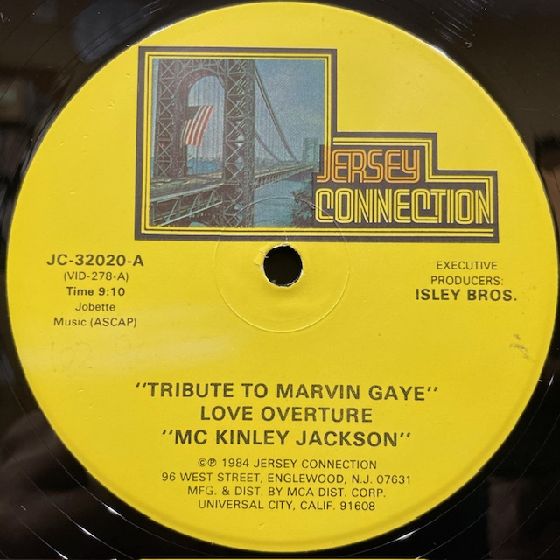 JERSEY
CONNECTION
JC-32020-A
(VID-278-A)
Time 9:10
Jobette
Music (ASCAP)
EXECUTIVE
PRODUCERS:
ISLEY BROS.
"TRIBUTE TO MARVIN GAYE"
LOVE OVERTURE
"MC KINLEY JACKSON"
©℗ 1984 JERSEY CONNECTION
96 WEST STREET, ENGLEWOOD, N.J. 07631
MFG. & DIST. BY MCA DIST. CORP.
UNIVERSAL CITY, CALIF. 91608